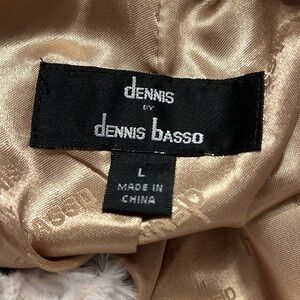 dENNIS
BY
dENNIS bASSO
L
MADE IN
CHINA